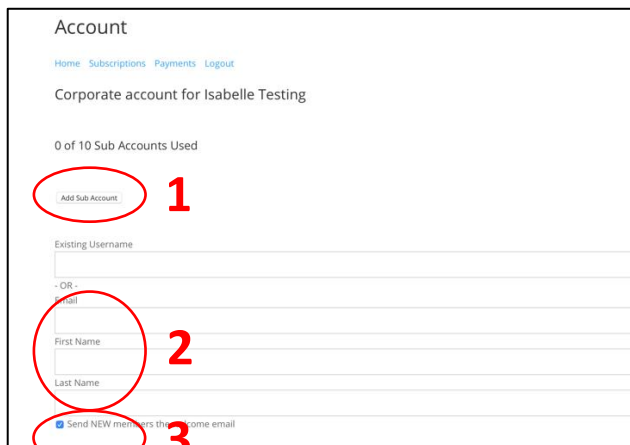 Account
Home Subscriptions Payments Logout
Corporate account for Isabelle Testing
0 of 10 Sub Accounts Used
Add Sub Account
1
Existing Username
- OR -
Email
First Name
2
Last Name
Send NEW members the welcome email
3